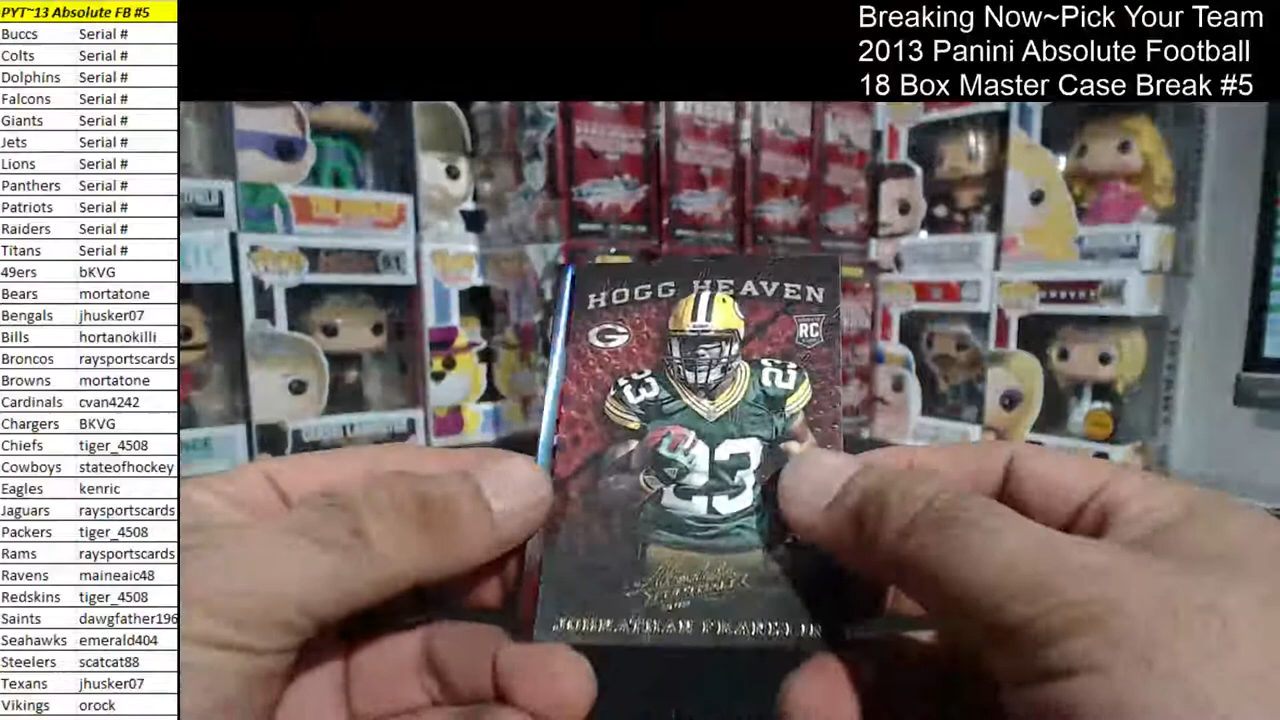 PYT~13 Absolute FB #5
Buccs Serial #
Colts Serial #
Dolphins Serial #
Falcons Serial #
Giants Serial #
Jets Serial #
Lions Serial #
Panthers Serial #
Patriots Serial #
Raiders Serial #
Titans Serial #
49ers bKVG
Bears mortatone
Bengals jhusker07
Bills hortanokilli
Broncos raysportscards
Browns mortatone
Cardinals cvan4242
Chargers BKVG
Chiefs tiger_4508
Cowboys stateofhockey
Eagles kenric
Jaguars raysportscards
Packers tiger_4508
Rams raysportscards
Ravens maineaic48
Redskins tiger_4508
Saints dawgfather196
Seahawks emerald404
Steelers scatcat88
Texans jhusker07
Vikings orock
Breaking Now~Pick Your Team
2013 Panini Absolute Football
18 Box Master Case Break #5
HOGG HEAVEN
G
RC
23
23
23
JOHNATHAN FRANKLIN